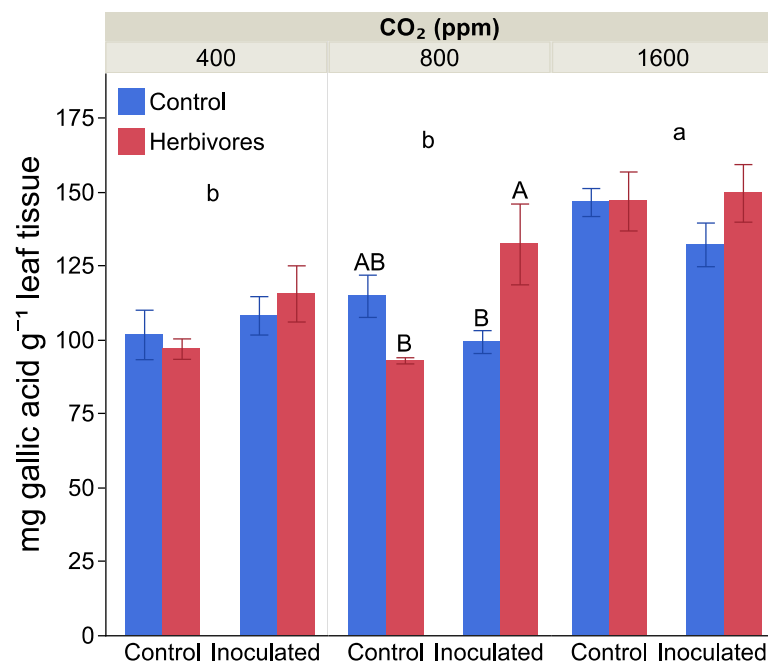 CO₂ (ppm)
400 800 1600
Control
Herbivores
mg gallic acid g⁻¹ leaf tissue
175
150
125
100
75
50
25
0
b
b
a
AB
B
B
A
Control Inoculated Control Inoculated Control Inoculated